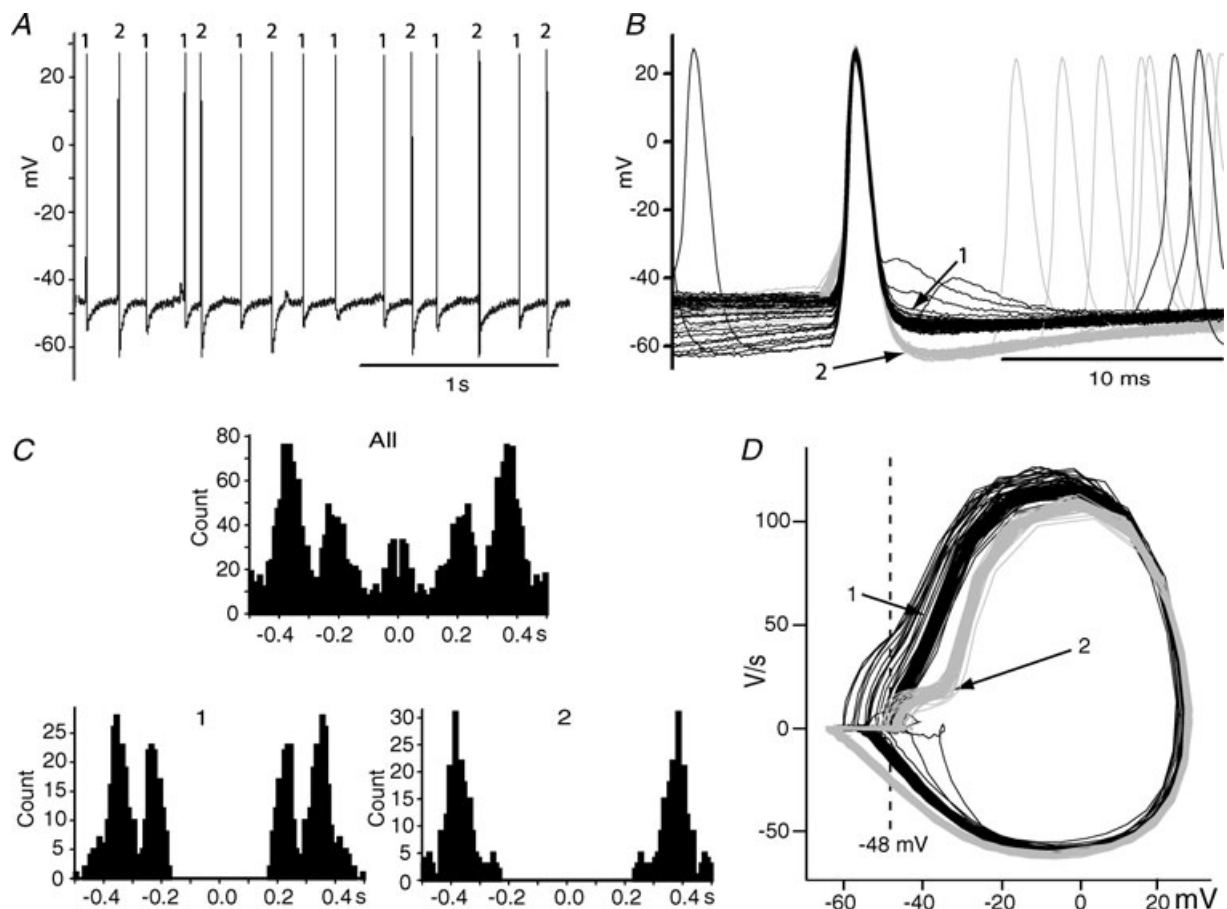 A
1 2 1 1 2 1 2 1 1 1 2 1 2 1 2
20
0
-20
-40
-60
mV
1s
B
20
0
-20
-40
-60
mV
1
2
10 ms
C
All
80
60
40
20
0
Count
-0.4 -0.2 0.0 0.2 0.4 s
1
25
20
15
10
5
0
Count
-0.4 -0.2 0.0 0.2 0.4 s
2
30
25
20
15
10
5
0
Count
-0.4 -0.2 0.0 0.2 0.4 s
D
100
50
0
-50
V/s
1
2
-48 mV
-60 -40 -20 0 20 mV